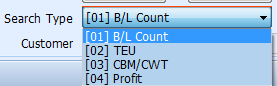 Search Type [01] B/L Count
[01] B/L Count
Customer [02] TEU
[03] CBM/CWT
[04] Profit